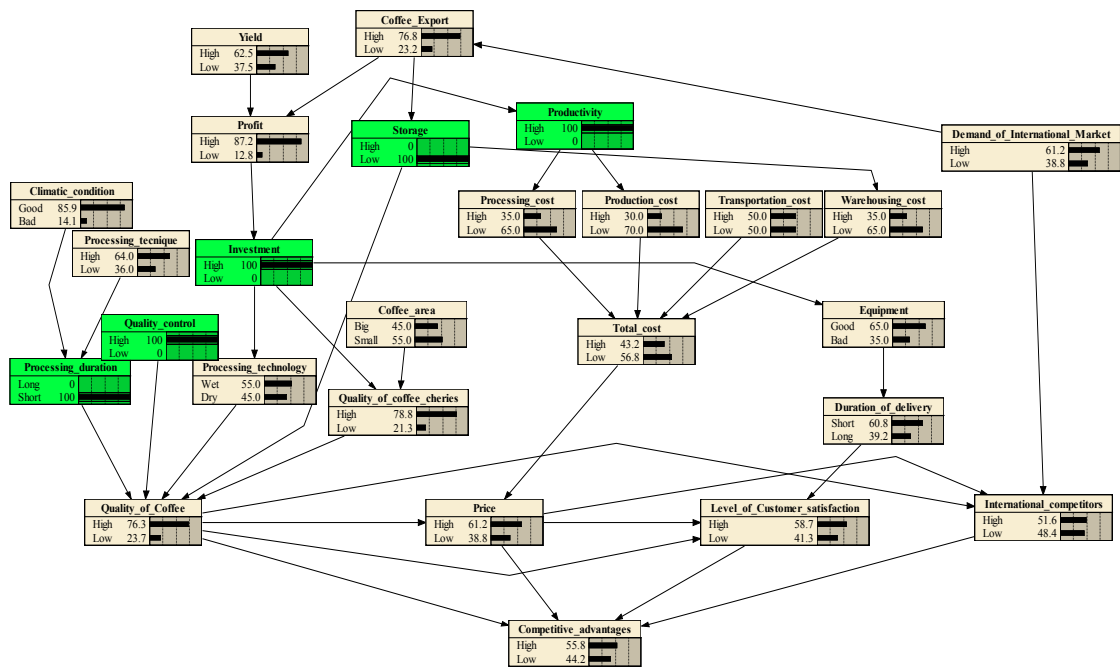 Coffee_Export
High 76.8
Low 23.2
Yield
High 62.5
Low 37.5
Productivity
High 100
Low 0
Profit
High 87.2
Low 12.8
Storage
High 0
Low 100
Demand_of_International_Market
High 61.2
Low 38.8
Climatic_condition
Good 85.9
Bad 14.1
Processing_cost
High 35.0
Low 65.0
Production_cost
High 30.0
Low 70.0
Transportation_cost
High 50.0
Low 50.0
Warehousing_cost
High 35.0
Low 65.0
Processing_tecnique
High 64.0
Low 36.0
Investment
High 100
Low 0
Coffee_area
Big 45.0
Small 55.0
Equipment
Good 65.0
Bad 35.0
Quality_control
High 100
Low 0
Total_cost
High 43.2
Low 56.8
Processing_duration
Long 0
Short 100
Processing_technology
Wet 55.0
Dry 45.0
Quality_of_coffee_cheries
High 78.8
Low 21.3
Duration_of_delivery
Short 60.8
Long 39.2
Quality_of_Coffee
High 76.3
Low 23.7
Price
High 61.2
Low 38.8
Level_of_Customer_satisfaction
High 58.7
Low 41.3
International_competitors
High 51.6
Low 48.4
Competitive_advantages
High 55.8
Low 44.2